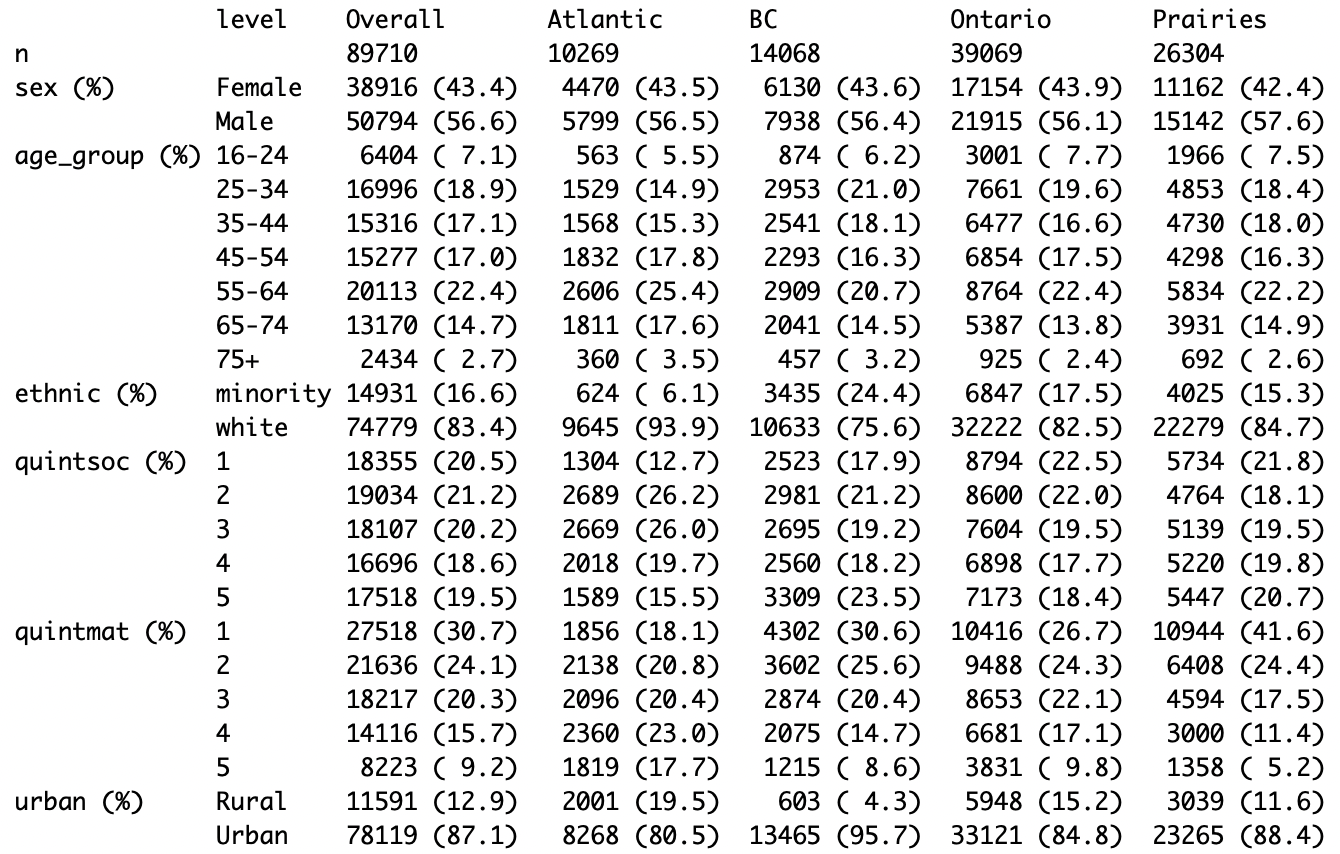 level Overall Atlantic BC Ontario Prairies
n 89710 10269 14068 39069 26304
sex (%) Female 38916 (43.4) 4470 (43.5) 6130 (43.6) 17154 (43.9) 11162 (42.4)
Male 50794 (56.6) 5799 (56.5) 7938 (56.4) 21915 (56.1) 15142 (57.6)
age_group (%) 16-24 6404 ( 7.1) 563 ( 5.5) 874 ( 6.2) 3001 ( 7.7) 1966 ( 7.5)
25-34 16996 (18.9) 1529 (14.9) 2953 (21.0) 7661 (19.6) 4853 (18.4)
35-44 15316 (17.1) 1568 (15.3) 2541 (18.1) 6477 (16.6) 4730 (18.0)
45-54 15277 (17.0) 1832 (17.8) 2293 (16.3) 6854 (17.5) 4298 (16.3)
55-64 20113 (22.4) 2606 (25.4) 2909 (20.7) 8764 (22.4) 5834 (22.2)
65-74 13170 (14.7) 1811 (17.6) 2041 (14.5) 5387 (13.8) 3931 (14.9)
75+ 2434 ( 2.7) 360 ( 3.5) 457 ( 3.2) 925 ( 2.4) 692 ( 2.6)
ethnic (%) minority 14931 (16.6) 624 ( 6.1) 3435 (24.4) 6847 (17.5) 4025 (15.3)
white 74779 (83.4) 9645 (93.9) 10633 (75.6) 32222 (82.5) 22279 (84.7)
quintsoc (%) 1 18355 (20.5) 1304 (12.7) 2523 (17.9) 8794 (22.5) 5734 (21.8)
2 19034 (21.2) 2689 (26.2) 2981 (21.2) 8600 (22.0) 4764 (18.1)
3 18107 (20.2) 2669 (26.0) 2695 (19.2) 7604 (19.5) 5139 (19.5)
4 16696 (18.6) 2018 (19.7) 2560 (18.2) 6898 (17.7) 5220 (19.8)
5 17518 (19.5) 1589 (15.5) 3309 (23.5) 7173 (18.4) 5447 (20.7)
quintmat (%) 1 27518 (30.7) 1856 (18.1) 4302 (30.6) 10416 (26.7) 10944 (41.6)
2 21636 (24.1) 2138 (20.8) 3602 (25.6) 9488 (24.3) 6408 (24.4)
3 18217 (20.3) 2096 (20.4) 2874 (20.4) 8653 (22.1) 4594 (17.5)
4 14116 (15.7) 2360 (23.0) 2075 (14.7) 6681 (17.1) 3000 (11.4)
5 8223 ( 9.2) 1819 (17.7) 1215 ( 8.6) 3831 ( 9.8) 1358 ( 5.2)
urban (%) Rural 11591 (12.9) 2001 (19.5) 603 ( 4.3) 5948 (15.2) 3039 (11.6)
Urban 78119 (87.1) 8268 (80.5) 13465 (95.7) 33121 (84.8) 23265 (88.4)